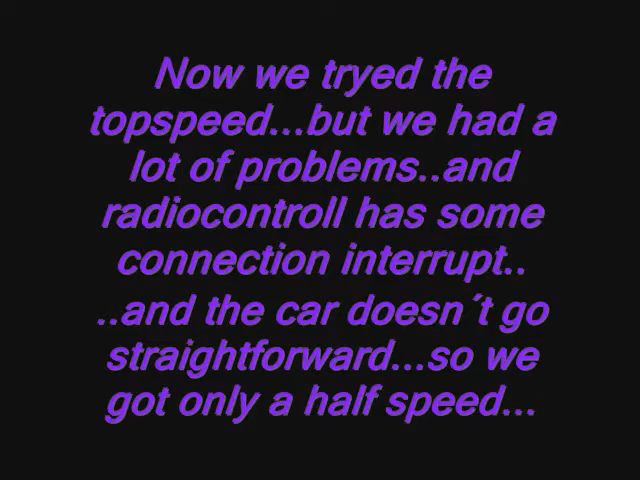 Now we tryed the
topspeed...but we had a
lot of problems..and
radiocontroll has some
connection interrupt..
..and the car doesn´t go
straightforward...so we
got only a half speed...